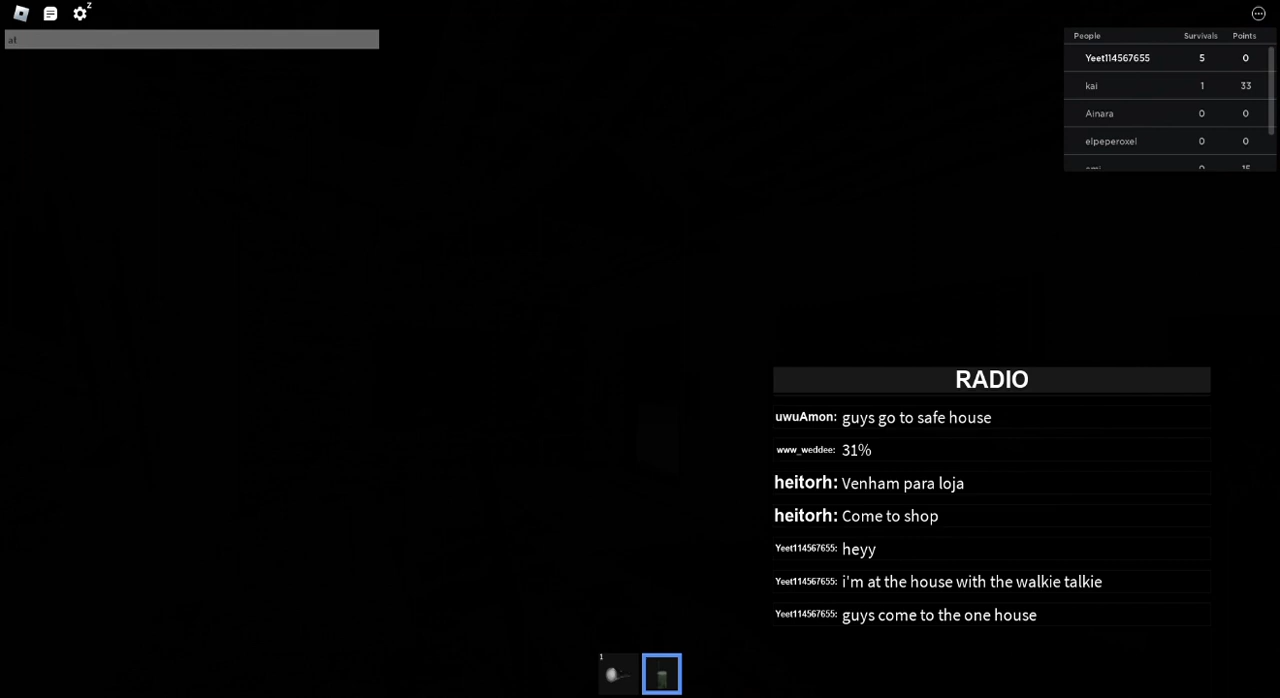 z
at
People Survivals Points
Yeet114567655 5 0
kai 1 33
Ainara 0 0
elpeperoxel 0 0
RADIO
uwuAmon: guys go to safe house
www_weddee: 31%
heitorh: Venham para loja
heitorh: Come to shop
Yeet114567655: heyy
Yeet114567655: i'm at the house with the walkie talkie
Yeet114567655: guys come to the one house
1